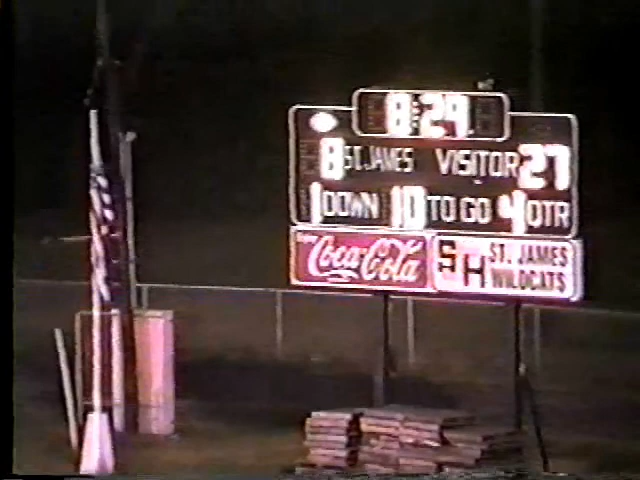 8:29
8 ST. JAMES VISITOR 27
1 DOWN 10 TO GO 4 QTR
Coca-Cola
SH ST. JAMES
WILDCATS